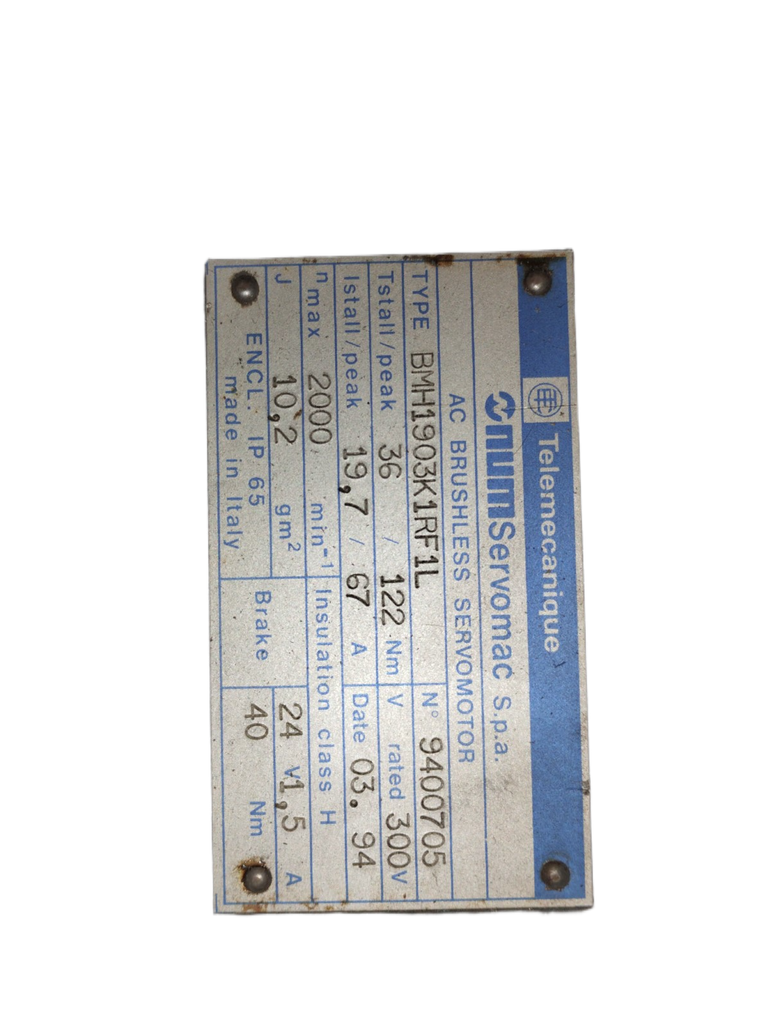 Telemecanique
num Servomac S.p.a.
AC BRUSHLESS SERVOMOTOR
TYPE BMH1903K1RF1L N° 9400705
Tstall/peak 36 / 122 Nm V rated 300V
Istall/peak 19,7 / 67 A Date 03. 94
nmax 2000 min⁻¹ Insulation class H
J 10,2 gm² Brake 24 V 1,5 A
ENCL. IP 65 40 Nm
made in Italy